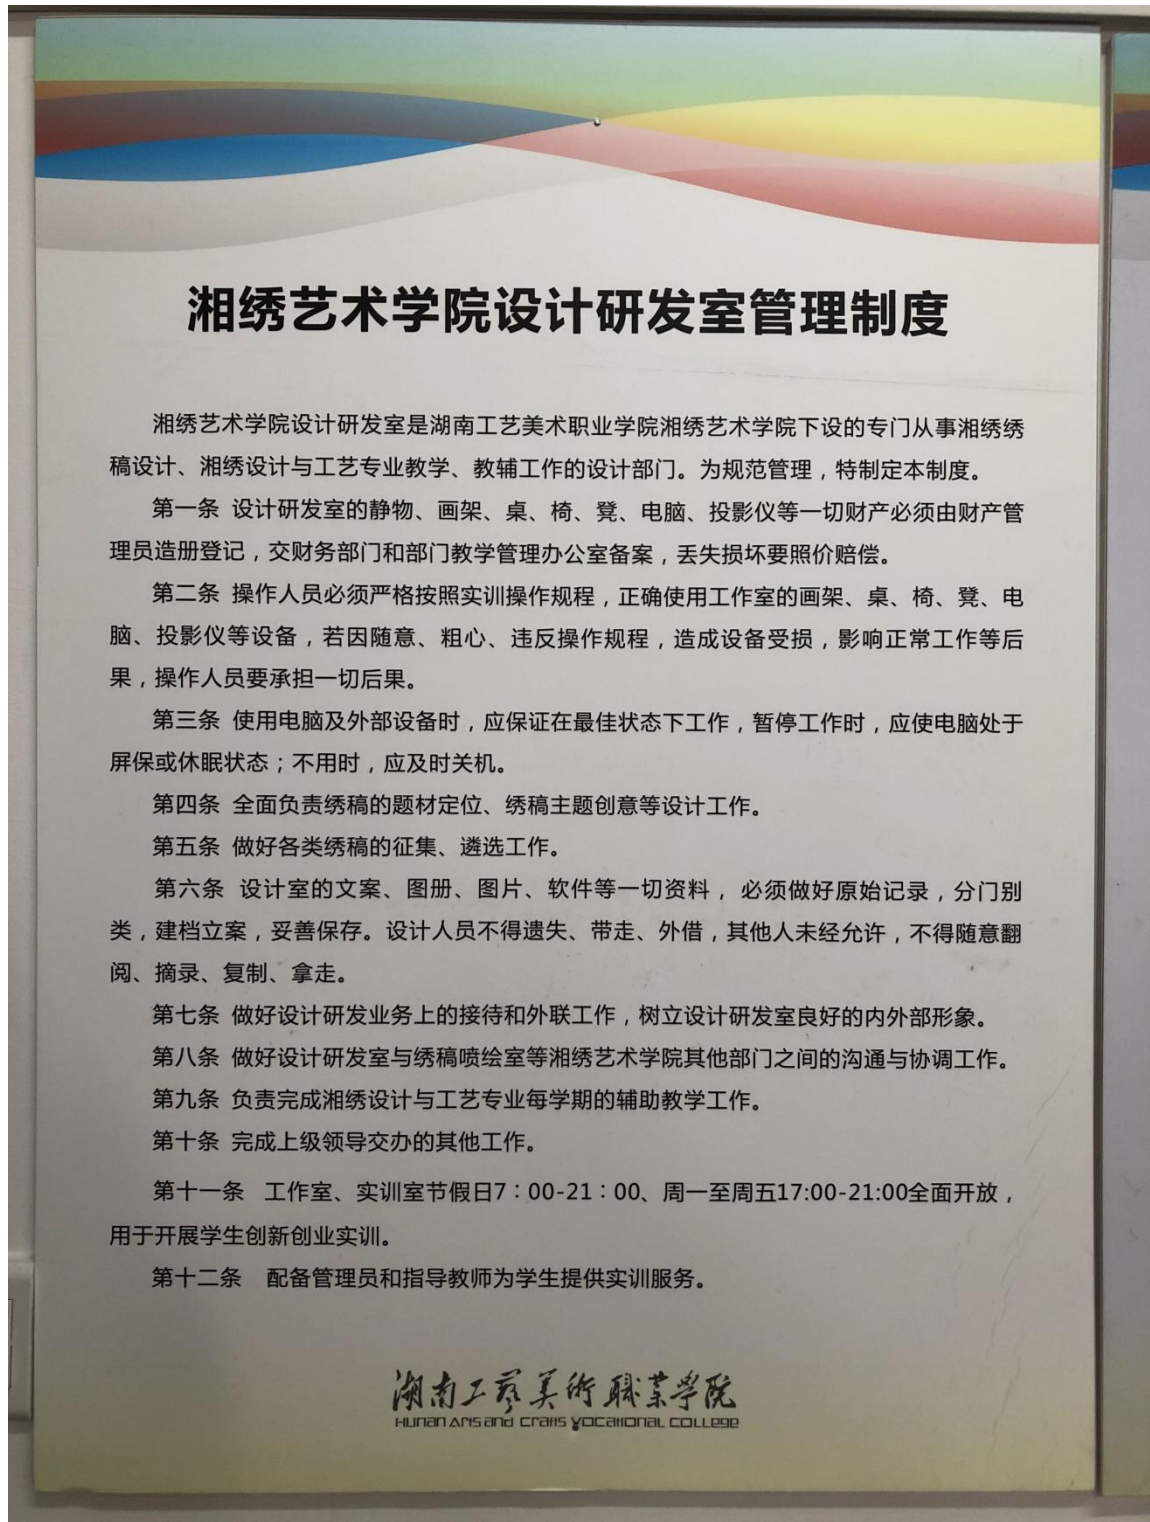 湘绣艺术学院设计研发室管理制度
湘绣艺术学院设计研发室是湖南工艺美术职业学院湘绣艺术学院下设的专门从事湘绣绣
稿设计、湘绣设计与工艺专业教学、教辅工作的设计部门。为规范管理，特制定本制度。
第一条 设计研发室的静物、画架、桌、椅、凳、电脑、投影仪等一切财产必须由财产管
理员造册登记，交财务部门和部门教学管理办公室备案，丢失损坏要照价赔偿。
第二条 操作人员必须严格按照实训操作规程，正确使用工作室的画架、桌、椅、凳、电
脑、投影仪等设备，若因随意、粗心、违反操作规程，造成设备受损，影响正常工作等后
果，操作人员要承担一切后果。
第三条 使用电脑及外部设备时，应保证在最佳状态下工作，暂停工作时，应使电脑处于
屏保或休眠状态；不用时，应及时关机。
第四条 全面负责绣稿的题材定位、绣稿主题创意等设计工作。
第五条 做好各类绣稿的征集、遴选工作。
第六条 设计室的文案、图册、图片、软件等一切资料， 必须做好原始记录，分门别
类，建档立案，妥善保存。设计人员不得遗失、带走、外借，其他人未经允许，不得随意翻
阅、摘录、复制、拿走。
第七条 做好设计研发业务上的接待和外联工作，树立设计研发室良好的内外部形象。
第八条 做好设计研发室与绣稿喷绘室等湘绣艺术学院其他部门之间的沟通与协调工作。
第九条 负责完成湘绣设计与工艺专业每学期的辅助教学工作。
第十条 完成上级领导交办的其他工作。
第十一条 工作室、实训室节假日7：00-21：00、周一至周五17:00-21:00全面开放，
用于开展学生创新创业实训。
第十二条 配备管理员和指导教师为学生提供实训服务。
湖南工藝美術職業學院
Hunan Arts and Crafts Vocational College